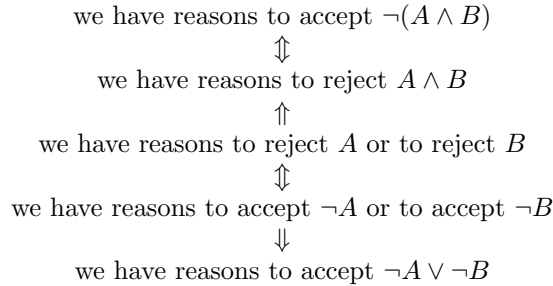 we have reasons to accept ¬(A ∧ B)
⇕
we have reasons to reject A ∧ B
⇑
we have reasons to reject A or to reject B
⇕
we have reasons to accept ¬A or to accept ¬B
⇓
we have reasons to accept ¬A ∨ ¬B